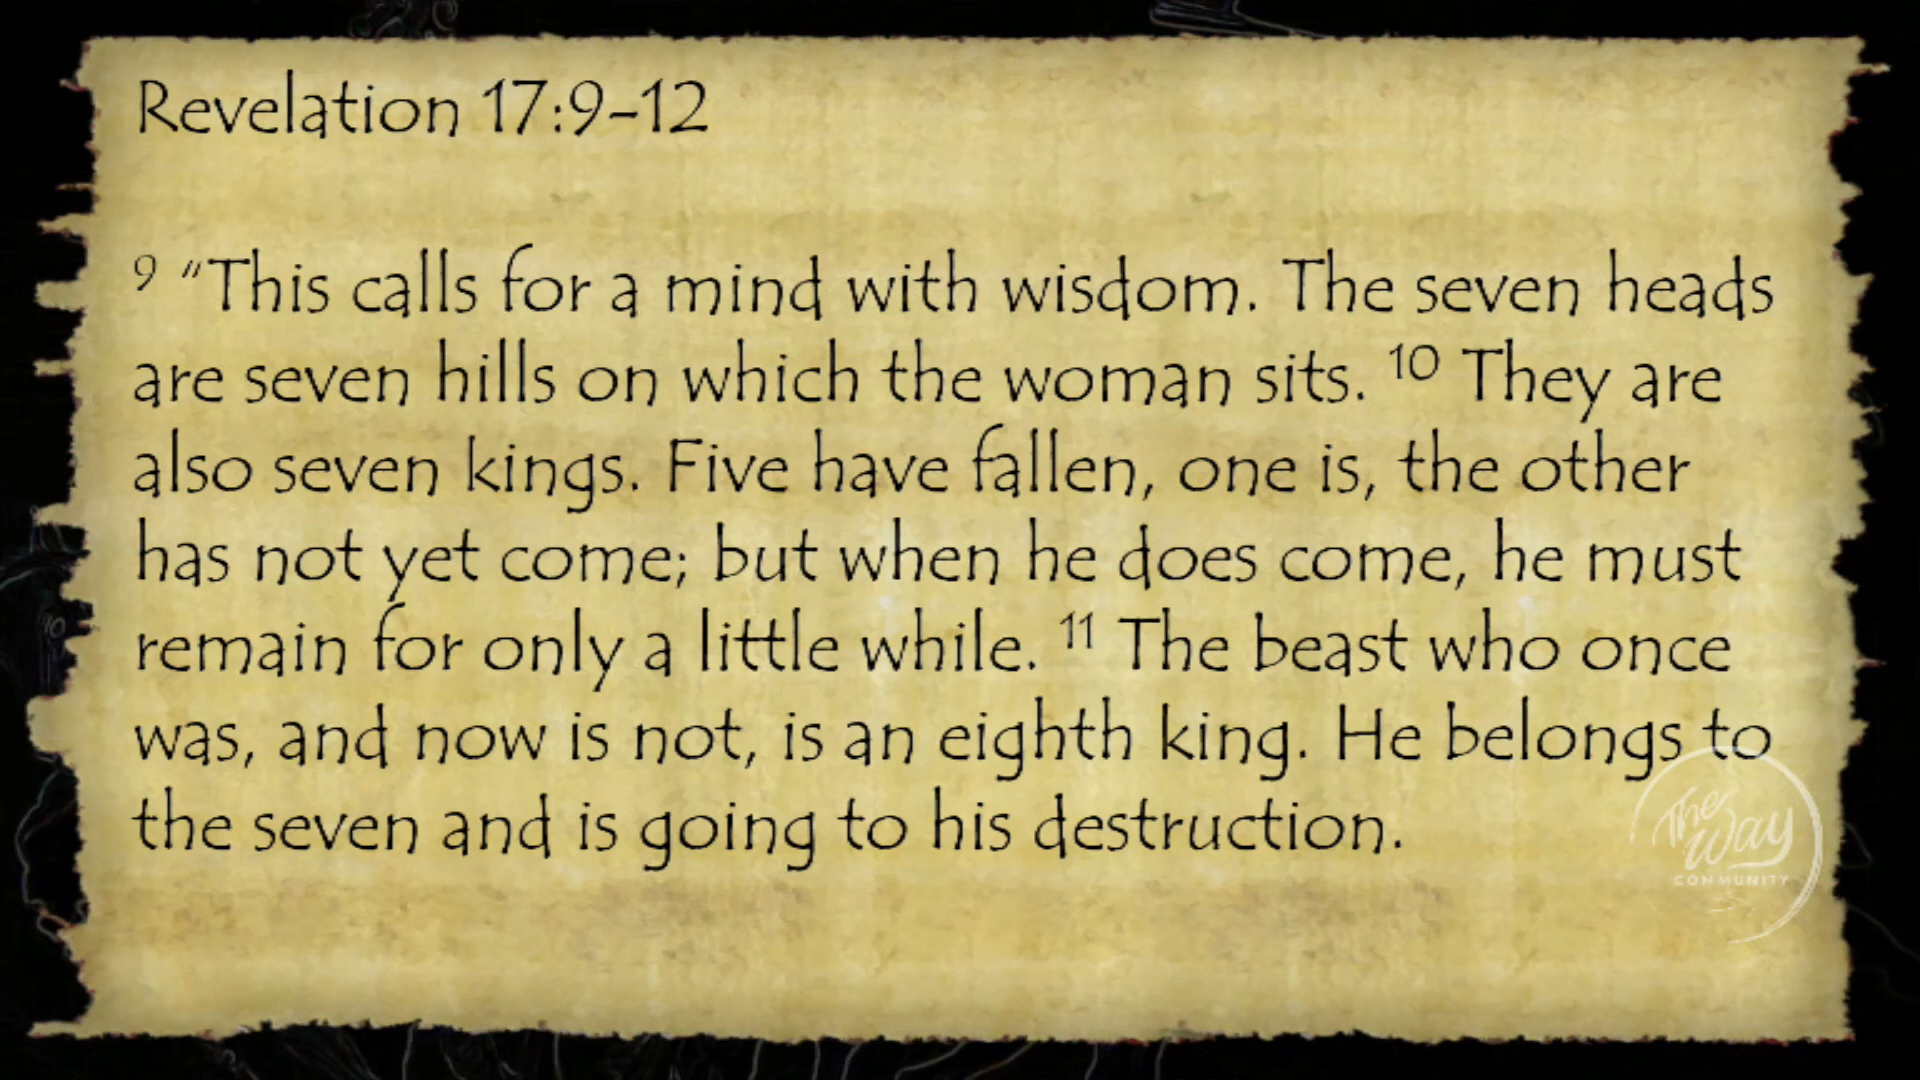 Revelation 17:9-12
9 "This calls for a mind with wisdom. The seven heads
are seven hills on which the woman sits. 10 They are
also seven kings. Five have fallen, one is, the other
has not yet come; but when he does come, he must
remain for only a little while. 11 The beast who once
was, and now is not, is an eighth king. He belongs to
the seven and is going to his destruction.
The
Way
COMMUNITY